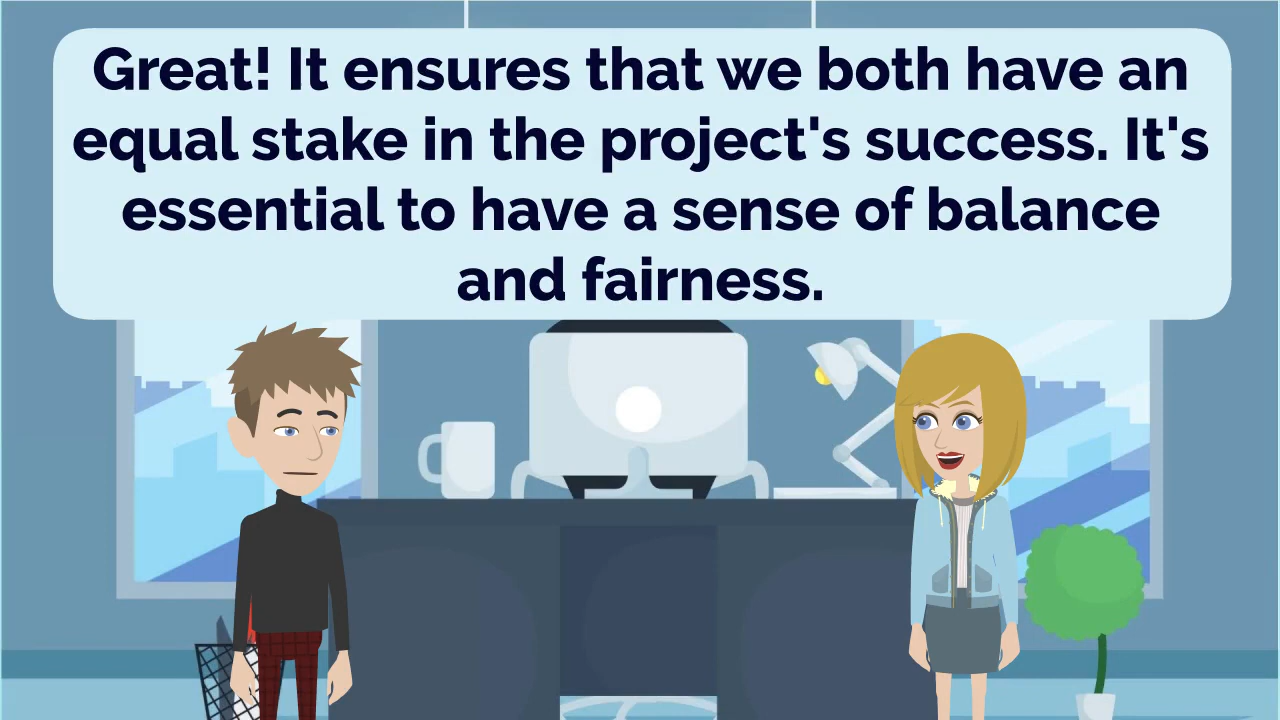 Great! It ensures that we both have an
equal stake in the project's success. It's
essential to have a sense of balance
and fairness.